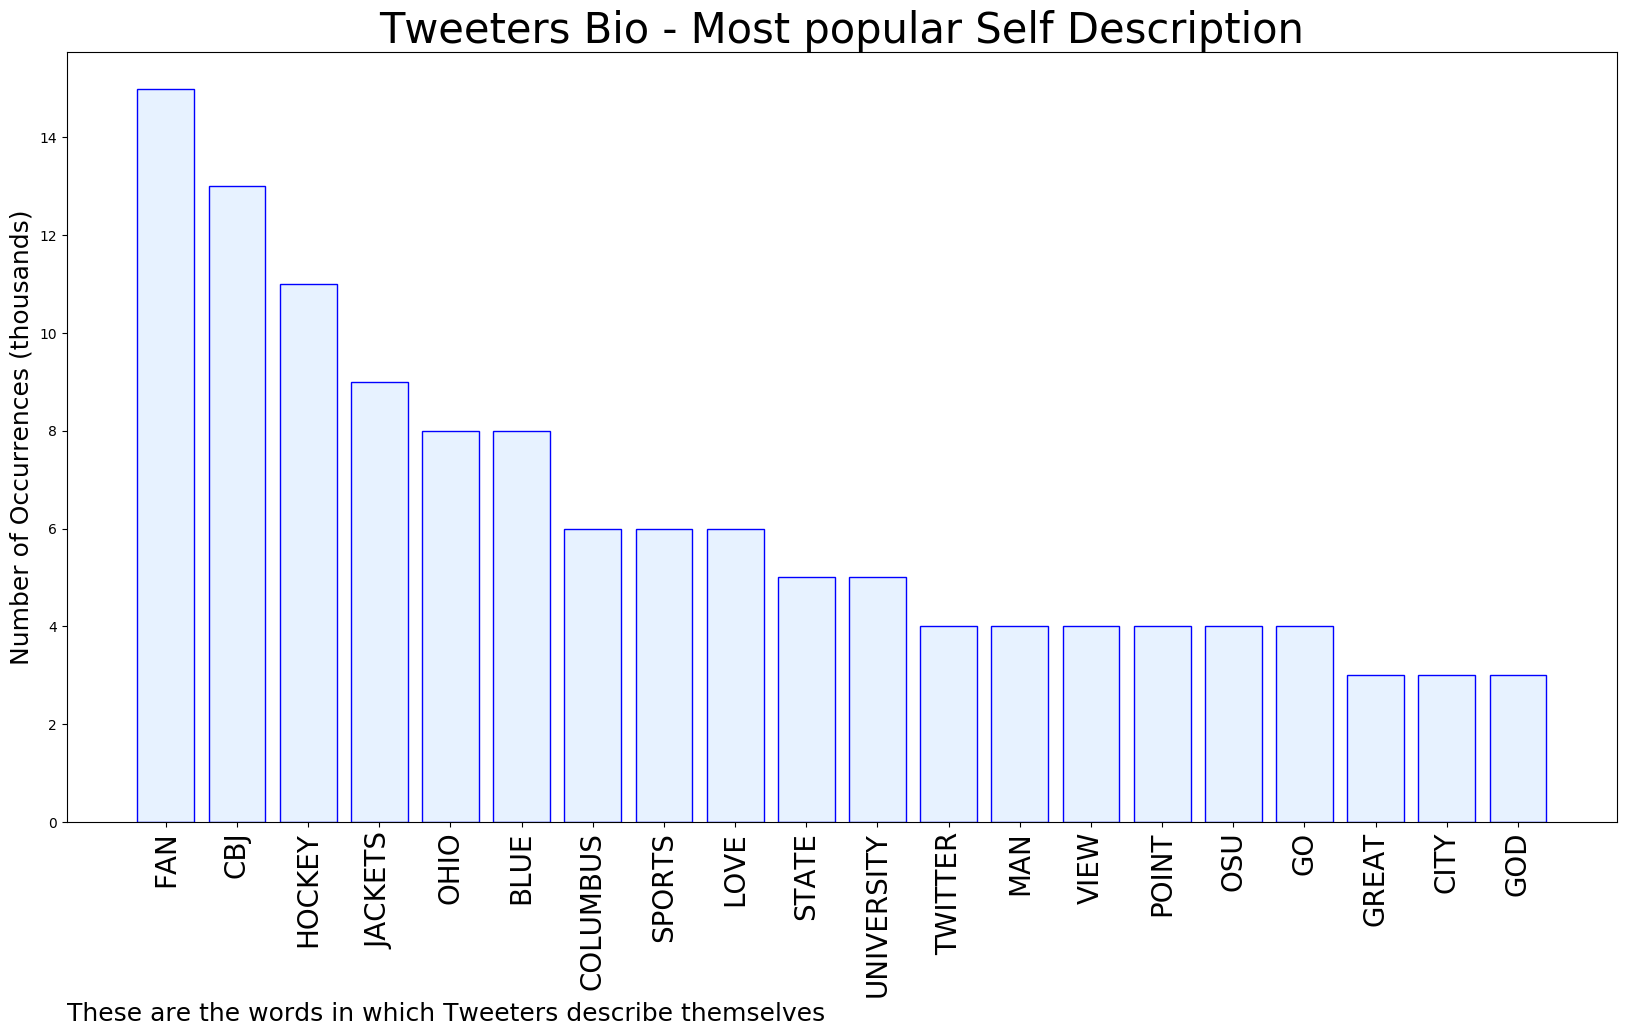 Tweeters Bio - Most popular Self Description
Number of Occurrences (thousands)
14
12
10
8
6
4
2
0
FAN
CBJ
HOCKEY
JACKETS
OHIO
BLUE
COLUMBUS
SPORTS
LOVE
STATE
UNIVERSITY
TWITTER
MAN
VIEW
POINT
OSU
GO
GREAT
CITY
GOD
These are the words in which Tweeters describe themselves